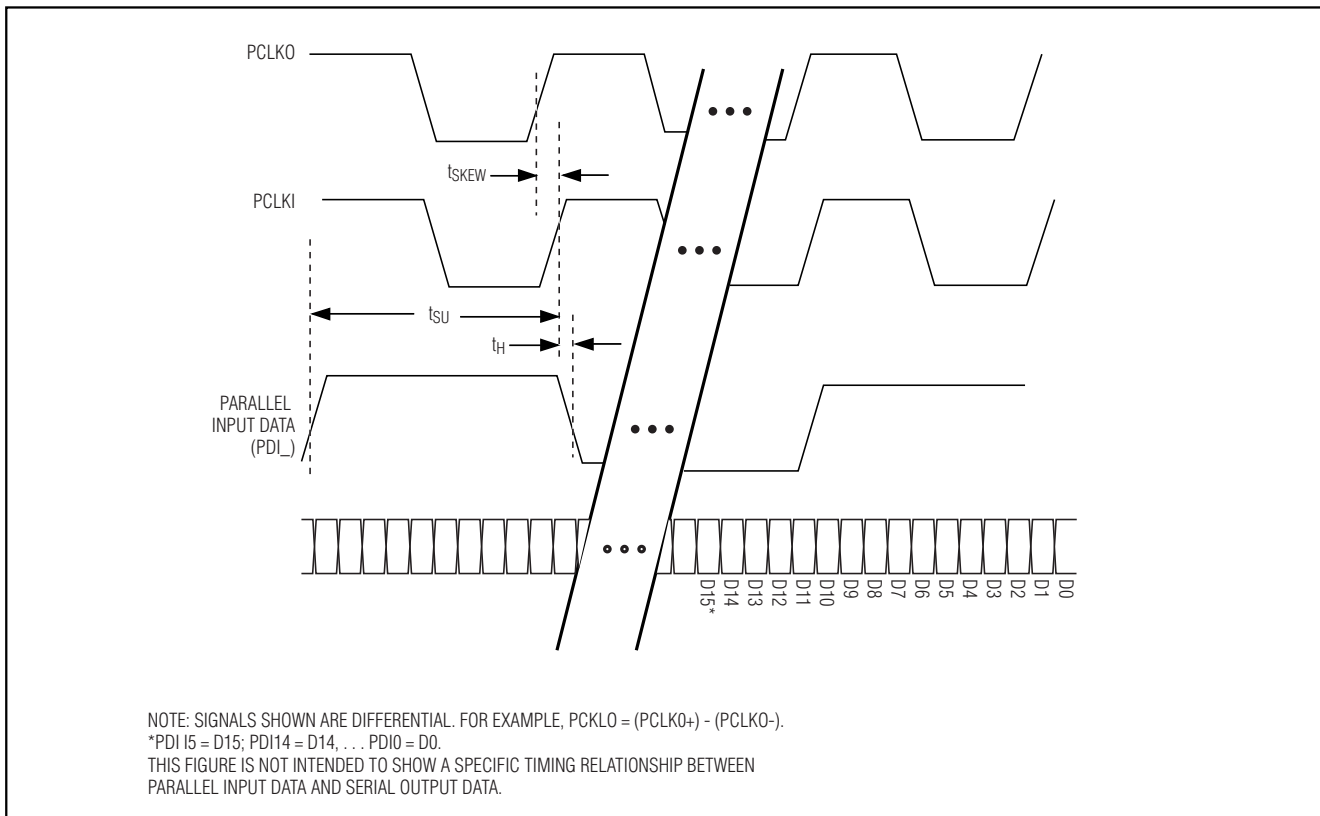 PCLKO
tSKEW
PCLKI
tSU
tH
PARALLEL
INPUT DATA
(PDI_)
D15*
D14
D13
D12
D11
D10
D9
D8
D7
D6
D5
D4
D3
D2
D1
D0
NOTE: SIGNALS SHOWN ARE DIFFERENTIAL. FOR EXAMPLE, PCKLO = (PCLKO+) - (PCLKO-).
*PDI I5 = D15; PDI14 = D14, . . . PDI0 = D0.
THIS FIGURE IS NOT INTENDED TO SHOW A SPECIFIC TIMING RELATIONSHIP BETWEEN
PARALLEL INPUT DATA AND SERIAL OUTPUT DATA.